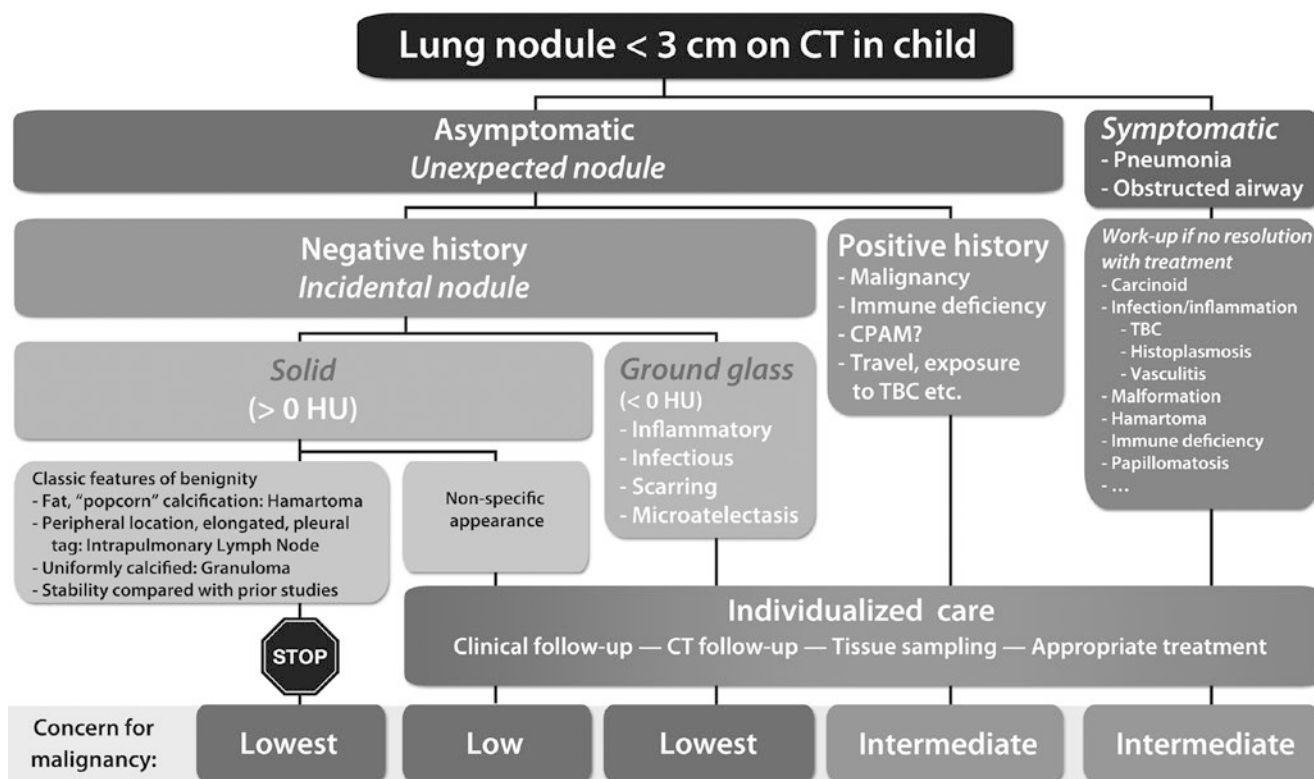 Lung nodule < 3 cm on CT in child
Asymptomatic
Unexpected nodule
Symptomatic
- Pneumonia
- Obstructed airway
Negative history
Incidental nodule
Positive history
- Malignancy
- Immune deficiency
- CPAM?
- Travel, exposure
to TBC etc.
Work-up if no resolution
with treatment
- Carcinoid
- Infection/inflammation
- TBC
- Histoplasmosis
- Vasculitis
- Malformation
- Hamartoma
- Immune deficiency
- Papillomatosis
- ...
Solid
(> 0 HU)
Ground glass
(< 0 HU)
- Inflammatory
- Infectious
- Scarring
- Microatelectasis
Classic features of benignity
- Fat, “popcorn” calcification: Hamartoma
- Peripheral location, elongated, pleural
tag: Intrapulmonary Lymph Node
- Uniformly calcified: Granuloma
- Stability compared with prior studies
Non-specific
appearance
STOP
Individualized care
Clinical follow-up — CT follow-up — Tissue sampling — Appropriate treatment
Concern for
malignancy:
Lowest
Low
Lowest
Intermediate
Intermediate